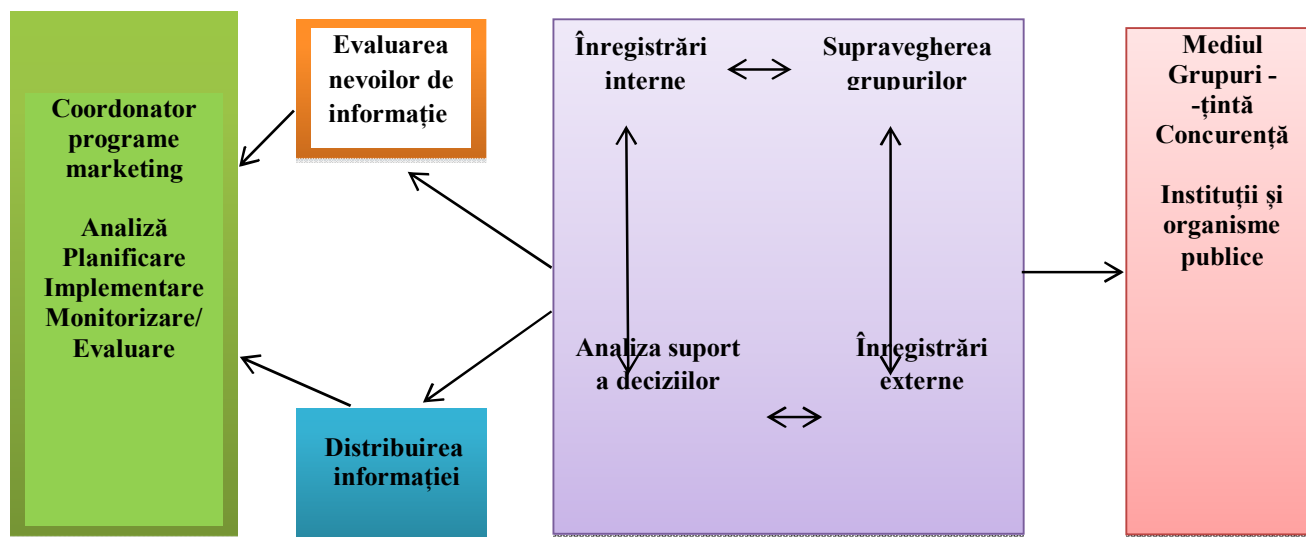 Coordonator
programe
marketing
Analiză
Planificare
Implementare
Monitorizare/
Evaluare
Evaluarea
nevoilor de
informație
Distribuirea
informației
Înregistrări
interne
Supravegherea
grupurilor
Analiza suport
a deciziilor
Înregistrări
externe
Mediul
Grupuri -
-țintă
Concurență
Instituții și
organisme
publice